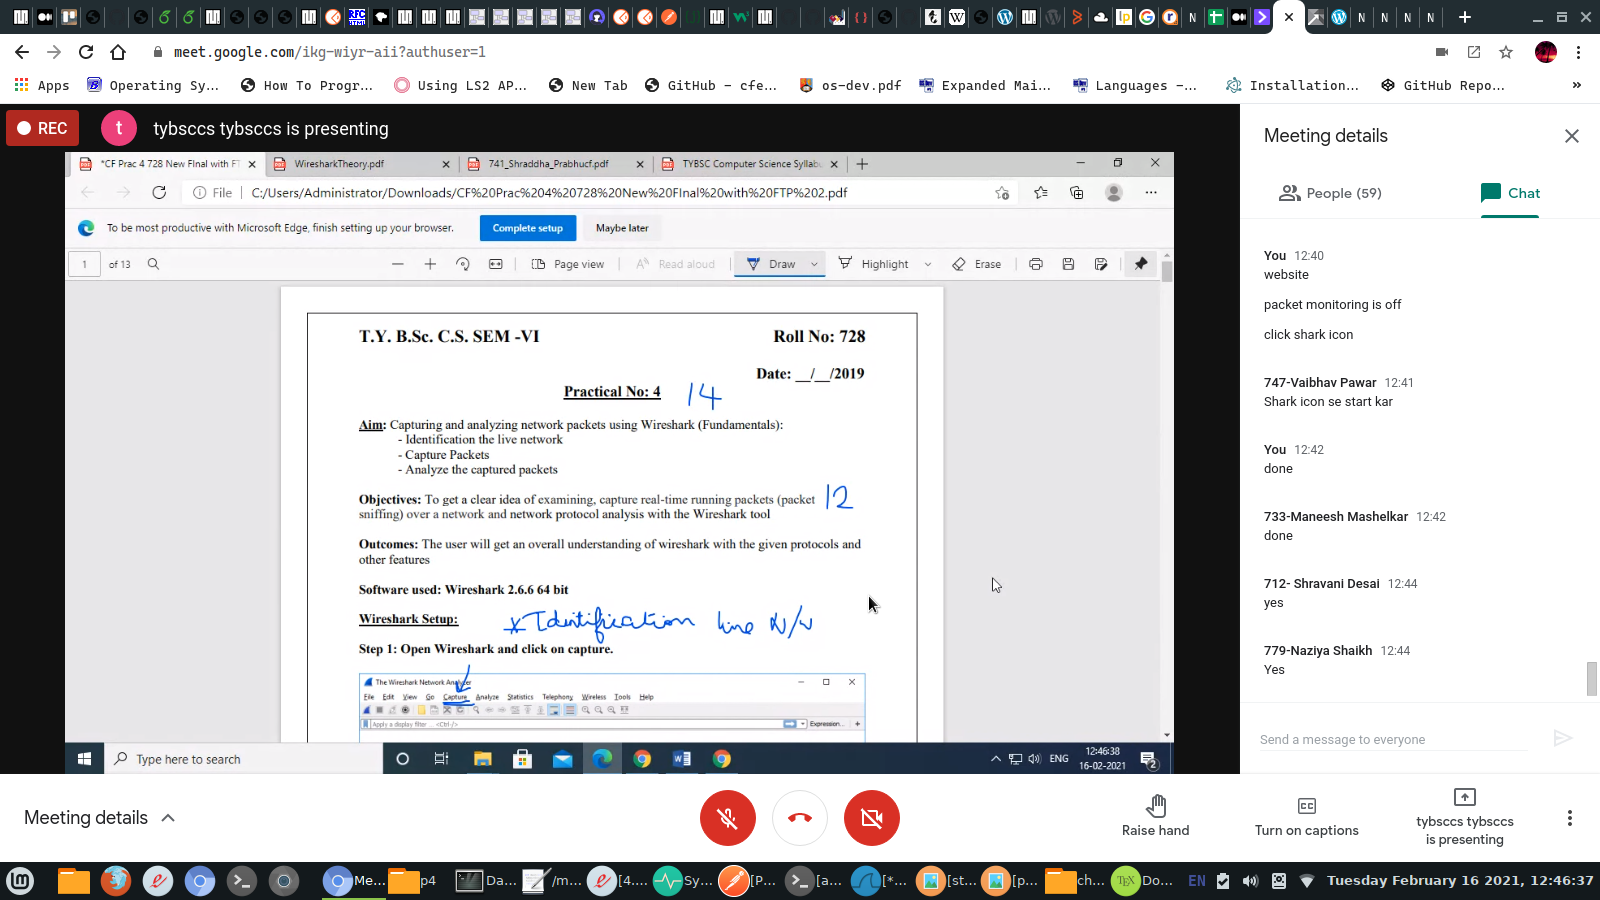 RFC
HTML
lp
N
N
N
N
N
meet.google.com/ikg-wiyr-aii?authuser=1
Apps
Operating Sy...
How To Progr...
Using LS2 AP...
New Tab
GitHub - cfe...
os-dev.pdf
Expanded Mai...
Languages -...
Installation...
GitHub Repo...
»
REC
t
tybsccs tybsccs is presenting
*CF Prac 4 728 New FInal with FT
WiresharkTheory.pdf
741_Shraddha_Prabhucf.pdf
TYBSC Computer Science Syllab
File
C:/Users/Administrator/Downloads/CF%20Prac%204%20728%20New%20FInal%20with%20FTP%202.pdf
To be most productive with Microsoft Edge, finish setting up your browser.
Complete setup
Maybe later
1 of 13
Page view
Read aloud
Draw
Highlight
Erase
T.Y. B.Sc. C.S. SEM -VI
Roll No: 728
Date: __/__/2019
Practical No: 4 14
Aim: Capturing and analyzing network packets using Wireshark (Fundamentals):
- Identification the live network
- Capture Packets
- Analyze the captured packets
Objectives: To get a clear idea of examining, capture real-time running packets (packet 12
sniffing) over a network and network protocol analysis with the Wireshark tool
Outcomes: The user will get an overall understanding of wireshark with the given protocols and
other features
Software used: Wireshark 2.6.6 64 bit
Wireshark Setup: * Identification live N/w
Step 1: Open Wireshark and click on capture.
The Wireshark Network Analyzer
File Edit View Go Capture Analyze Statistics Telephony Wireless Tools Help
Apply a display filter ... <Ctrl-/>
Expression...
+
Type here to search
ENG
12:46:38
16-02-2021
2
Meeting details
People (59)
Chat
You 12:40
website
packet monitoring is off
click shark icon
747-Vaibhav Pawar 12:41
Shark icon se start kar
You 12:42
done
733-Maneesh Mashelkar 12:42
done
712- Shravani Desai 12:44
yes
779-Naziya Shaikh 12:44
Yes
Send a message to everyone
Meeting details
Raise hand
CC
Turn on captions
tybsccs tybsccs
is presenting
Me...
p4
Da...
/m...
[4....
Sy...
[P...
[a...
[*...
[st...
[p...
ch...
TEX
Do...
EN
Tuesday February 16 2021, 12:46:37